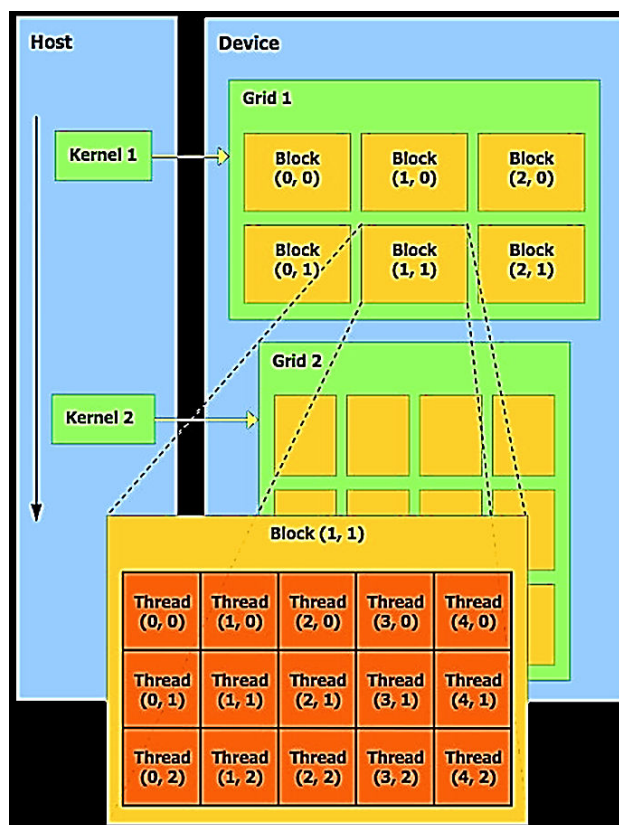 Host
Device
Grid 1
Kernel 1
Block
(0, 0)
Block
(1, 0)
Block
(2, 0)
Block
(0, 1)
Block
(1, 1)
Block
(2, 1)
Grid 2
Kernel 2
Block (1, 1)
Thread
(0, 0)
Thread
(1, 0)
Thread
(2, 0)
Thread
(3, 0)
Thread
(4, 0)
Thread
(0, 1)
Thread
(1, 1)
Thread
(2, 1)
Thread
(3, 1)
Thread
(4, 1)
Thread
(0, 2)
Thread
(1, 2)
Thread
(2, 2)
Thread
(3, 2)
Thread
(4, 2)